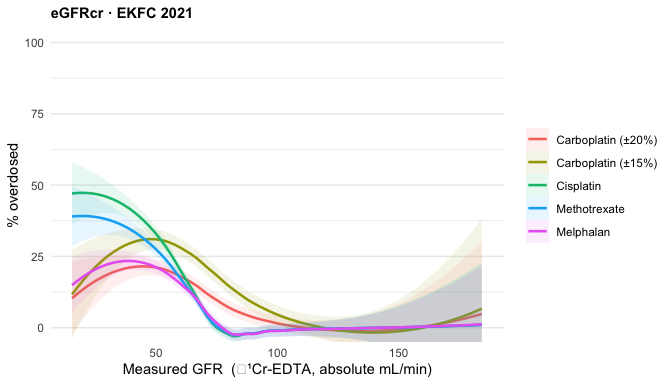 eGFRcr · EKFC 2021
100
75
50
25
0
% overdosed
50
100
150
Measured GFR (□¹Cr-EDTA, absolute mL/min)
Carboplatin (±20%)
Carboplatin (±15%)
Cisplatin
Methotrexate
Melphalan